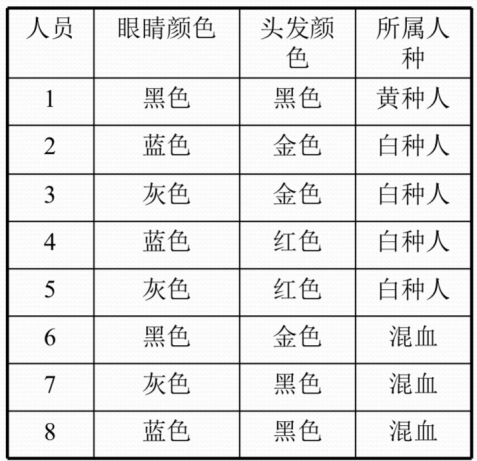 人员 眼睛颜色 头发颜色 所属人种
1 黑色 黑色 黄种人
2 蓝色 金色 白种人
3 灰色 金色 白种人
4 蓝色 红色 白种人
5 灰色 红色 白种人
6 黑色 金色 混血
7 灰色 黑色 混血
8 蓝色 黑色 混血